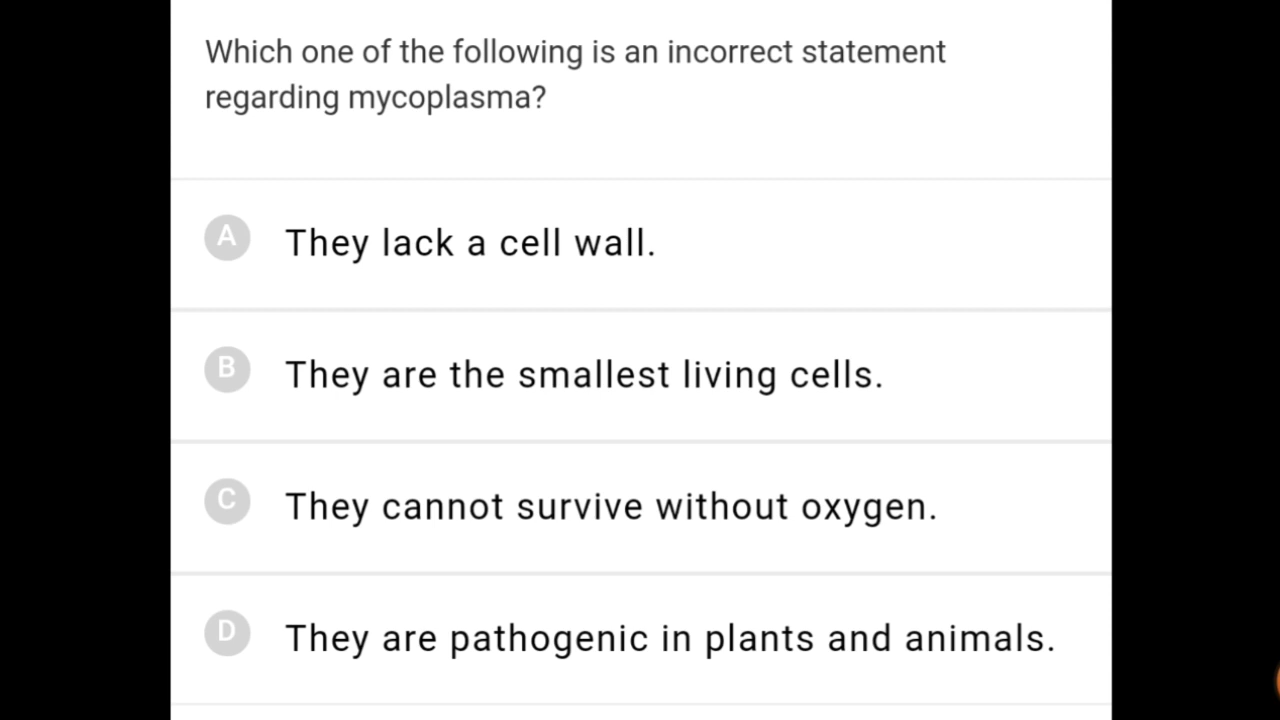 Which one of the following is an incorrect statement
regarding mycoplasma?
A They lack a cell wall.
B They are the smallest living cells.
C They cannot survive without oxygen.
D They are pathogenic in plants and animals.